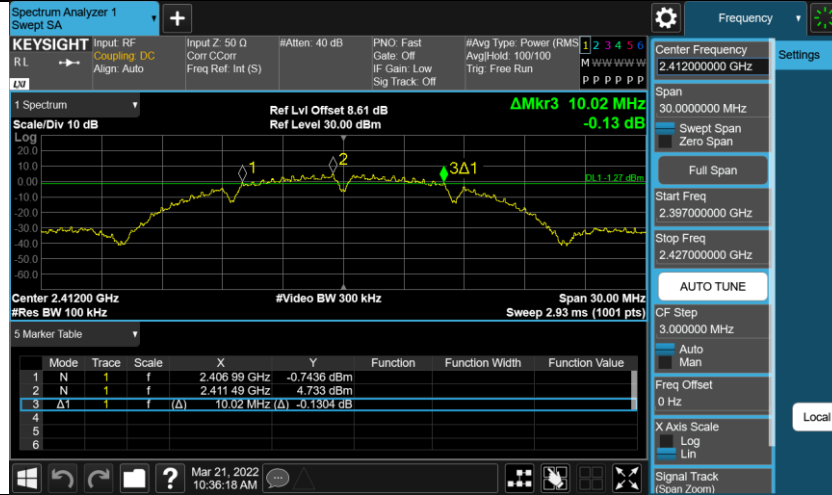 Spectrum Analyzer 1
Swept SA
+
Frequency
KEYSIGHT
RL
LXI
Input: RF
Coupling: DC
Align: Auto
Input Z: 50 Ω
Corr CCorr
Freq Ref: Int (S)
#Atten: 40 dB
PNO: Fast
Gate: Off
IF Gain: Low
Sig Track: Off
#Avg Type: Power (RMS
Avg|Hold: 100/100
Trig: Free Run
1 2 3 4 5 6
M W W W W W
P P P P P P
1 Spectrum
Scale/Div 10 dB
Log
Ref Lvl Offset 8.61 dB
Ref Level 30.00 dBm
ΔMkr3 10.02 MHz
-0.13 dB
20.0
10.0
0.00
-10.0
-20.0
-30.0
-40.0
-50.0
-60.0
1
2
3Δ1
DL1 -1.27 dBm
Center 2.41200 GHz
#Video BW 300 kHz
Span 30.00 MHz
#Res BW 100 kHz
Sweep 2.93 ms (1001 pts)
5 Marker Table
Mode Trace Scale X Y Function Function Width Function Value
1 N 1 f 2.406 99 GHz -0.7436 dBm
2 N 1 f 2.411 49 GHz 4.733 dBm
3 Δ1 1 f (Δ) 10.02 MHz (Δ) -0.1304 dB
4
5
6
Mar 21, 2022
10:36:18 AM
?
Center Frequency
2.412000000 GHz
Span
30.0000000 MHz
Swept Span
Zero Span
Full Span
Start Freq
2.397000000 GHz
Stop Freq
2.427000000 GHz
AUTO TUNE
CF Step
3.000000 MHz
Auto
Man
Freq Offset
0 Hz
X Axis Scale
Log
Lin
Signal Track
(Span Zoom)
Settings
Local